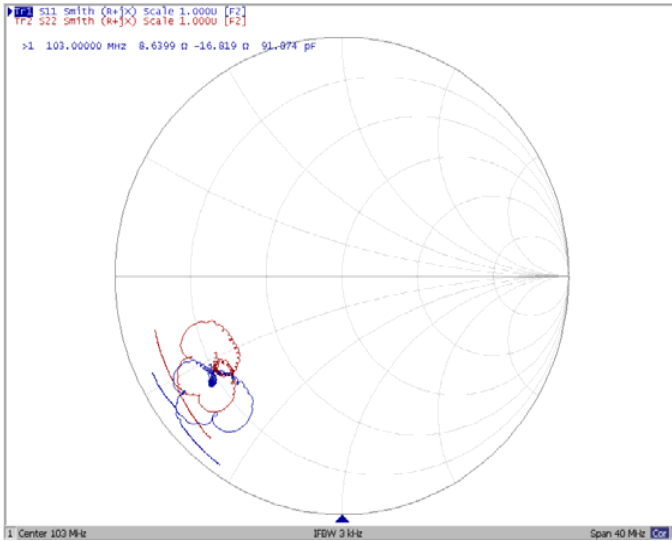 Tr1 S11 Smith (R+jX) Scale 1.000U [F2]
Tr2 S22 Smith (R+jX) Scale 1.000U [F2]
>1 103.00000 MHz 8.6399 Ω -16.819 Ω 91.874 pF
1 Center 103 MHz IFBW 3 kHz Span 40 MHz Cor